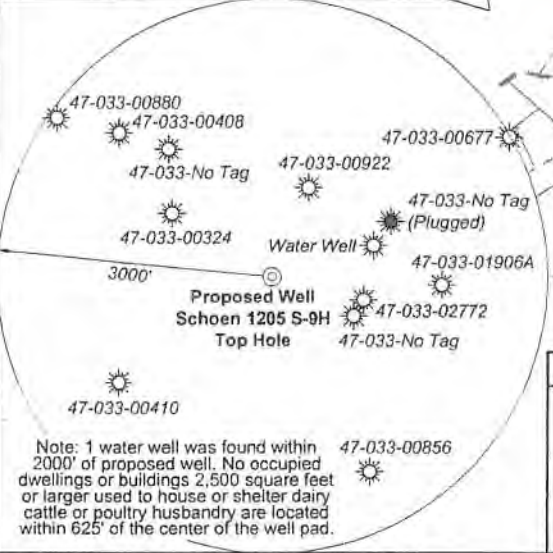 47-033-00880
47-033-00408
47-033-00677
47-033-No Tag
47-033-00922
47-033-No Tag
(Plugged)
47-033-00324
Water Well
47-033-01906A
3000'
Proposed Well
Schoen 1205 S-9H
Top Hole
47-033-02772
47-033-No Tag
47-033-00410
Note: 1 water well was found within
2000' of proposed well. No occupied
dwellings or buildings 2,500 square feet
or larger used to house or shelter dairy
cattle or poultry husbandry are located
within 625' of the center of the well pad.
47-033-00856